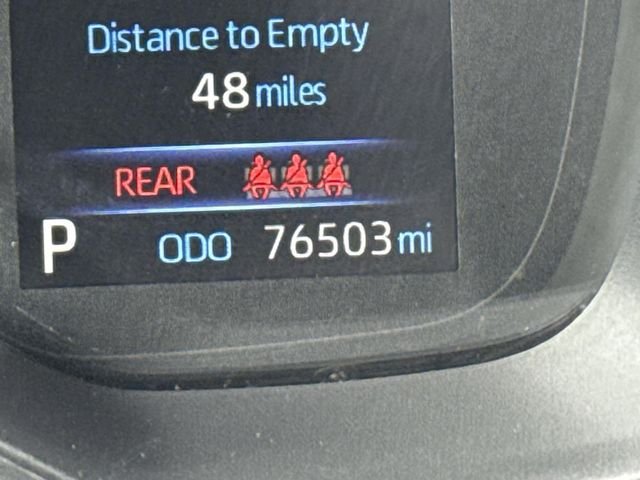 Distance to Empty
48 miles
REAR
P ODO 76503 mi